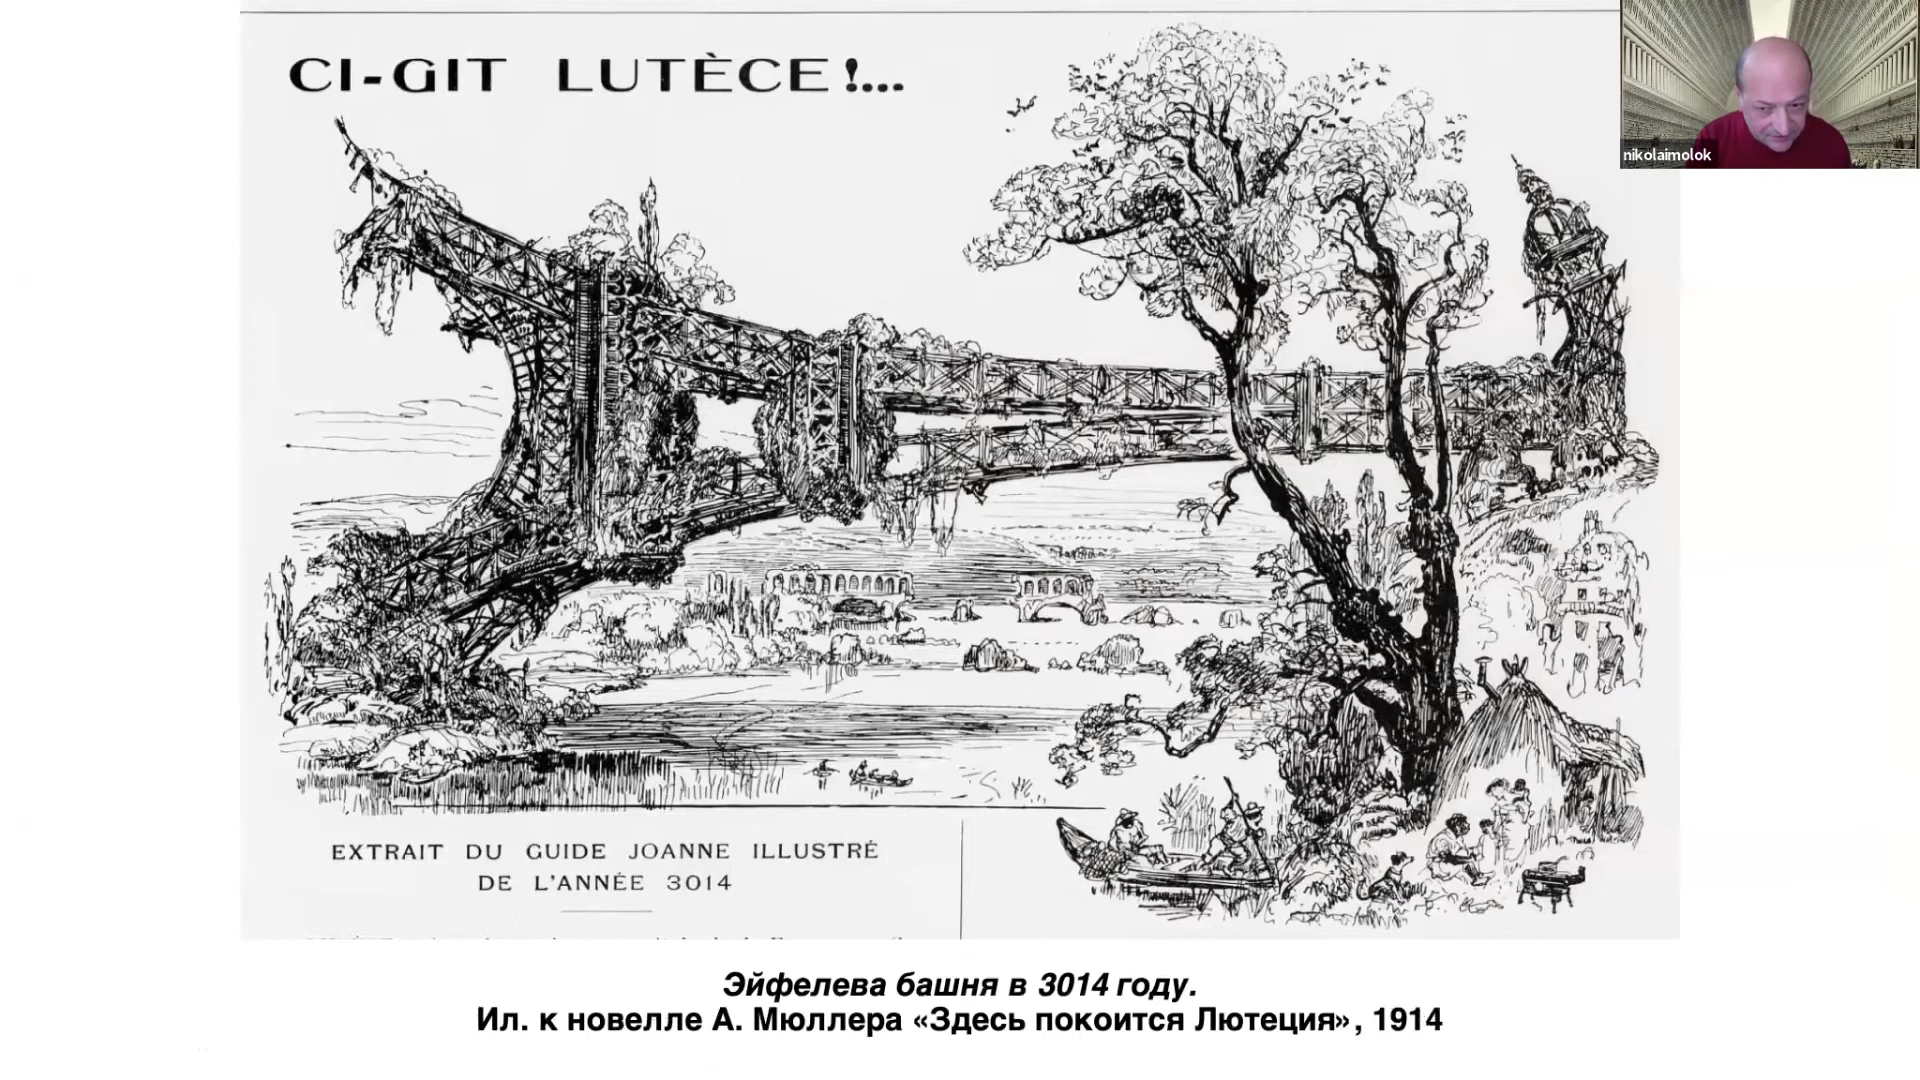 CI-GIT LUTÈCE!...
nikolaimolok
EXTRAIT DU GUIDE JOANNE ILLUSTRÉ
DE L'ANNÉE 3014
Эйфелева башня в 3014 году.
Ил. к новелле А. Мюллера «Здесь покоится Лютеция», 1914